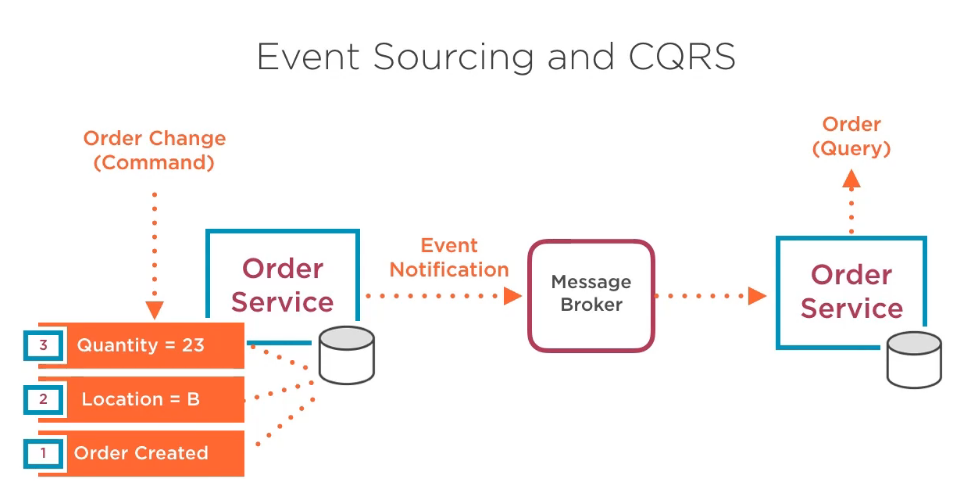 Event Sourcing and CQRS
Order Change
(Command)
Order
Service
3
Quantity = 23
2
Location = B
1
Order Created
Event
Notification
Message
Broker
Order
(Query)
Order
Service